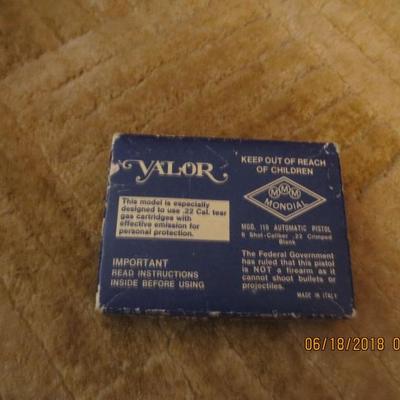 VALOR
This model is especially
designed to use .22 Cal. tear
gas cartridges with
effective emission for
personal protection.
IMPORTANT
READ INSTRUCTIONS
INSIDE BEFORE USING
KEEP OUT OF REACH
OF CHILDREN
MMM
MONDIAL
MOD. 119 AUTOMATIC PISTOL
6 Shot-Caliber .22 Crimped
Blank
The Federal Government
has ruled that this pistol
is NOT a firearm as it
cannot shoot bullets or
projectiles.
MADE IN ITALY
06/18/2018